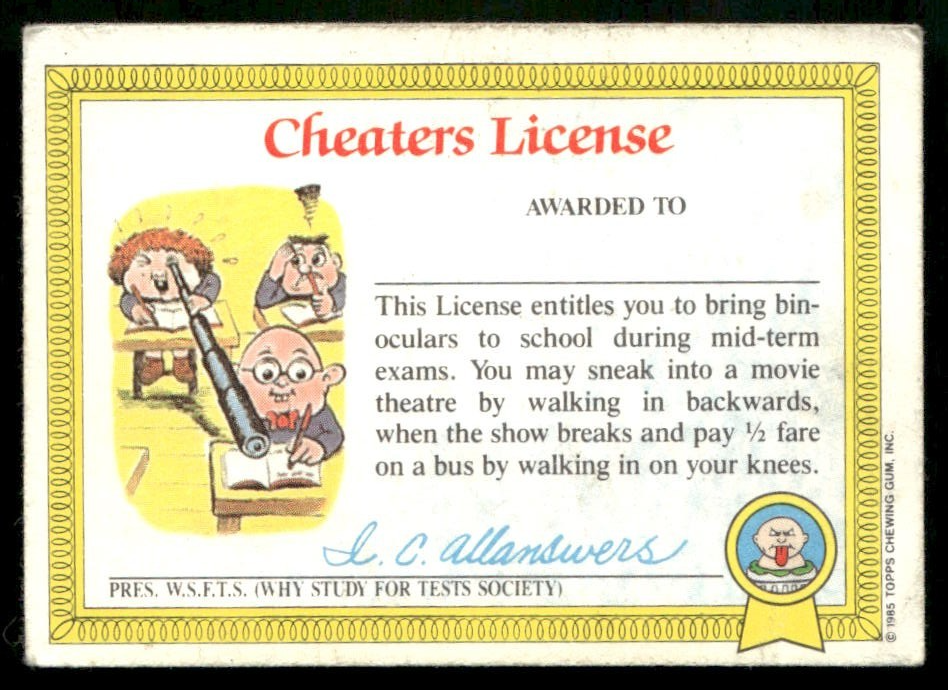 Cheaters License
AWARDED TO
This License entitles you to bring bin-
oculars to school during mid-term
exams. You may sneak into a movie
theatre by walking in backwards,
when the show breaks and pay ½ fare
on a bus by walking in on your knees.
I. C. Allanswers
PRES. W.S.F.T.S. (WHY STUDY FOR TESTS SOCIETY)
© 1985 TOPPS CHEWING GUM, INC.